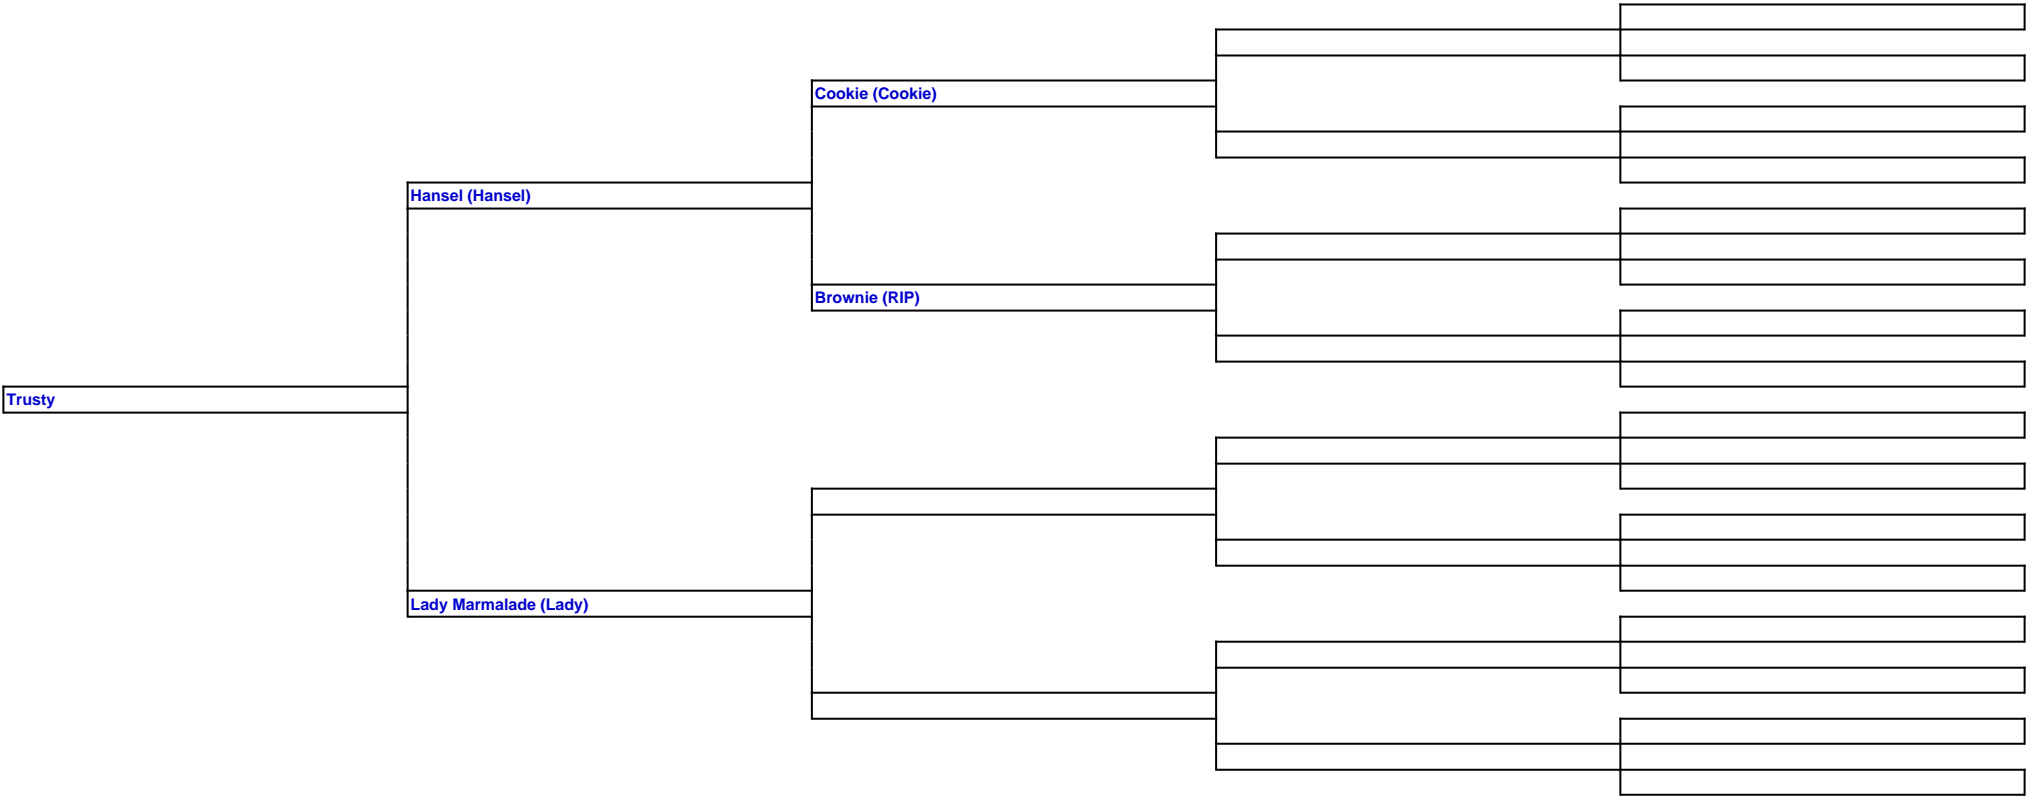 Cookie (Cookie)
Hansel (Hansel)
Brownie (RIP)
Trusty
Lady Marmalade (Lady)